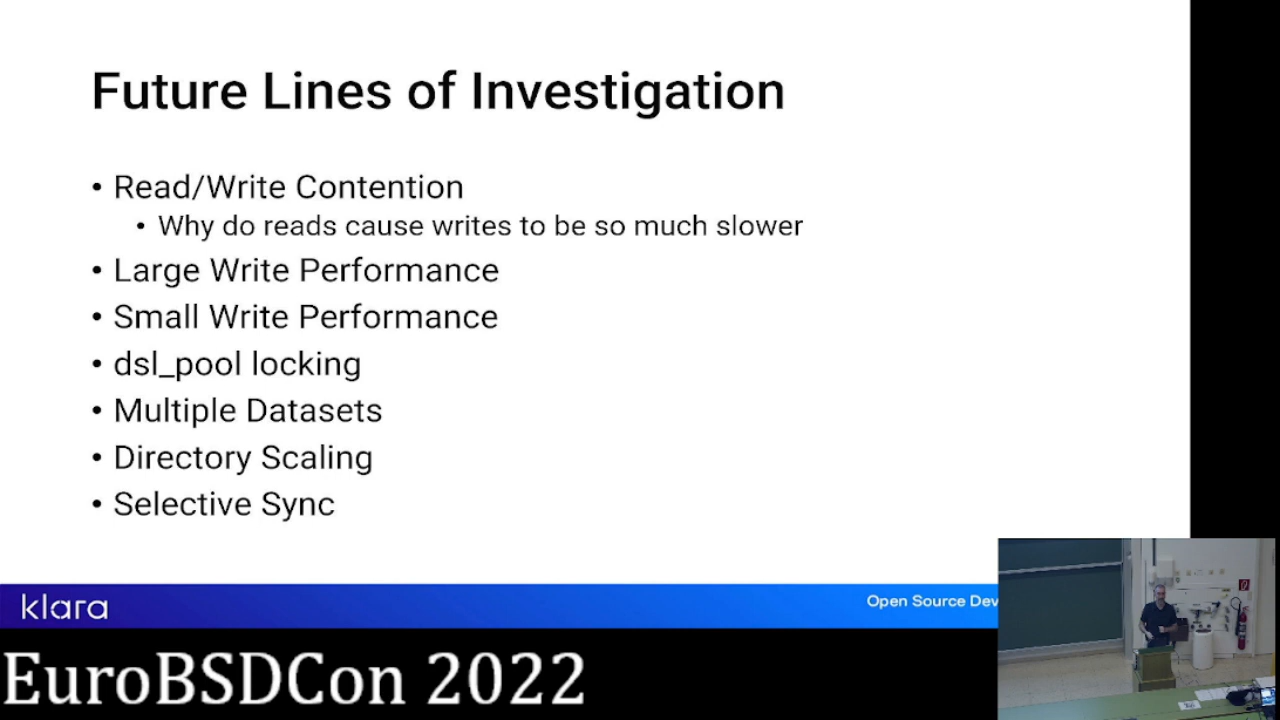 Future Lines of Investigation
• Read/Write Contention
• Why do reads cause writes to be so much slower
• Large Write Performance
• Small Write Performance
• dsl_pool locking
• Multiple Datasets
• Directory Scaling
• Selective Sync
klara
Open Source Dev
EuroBSDCon 2022